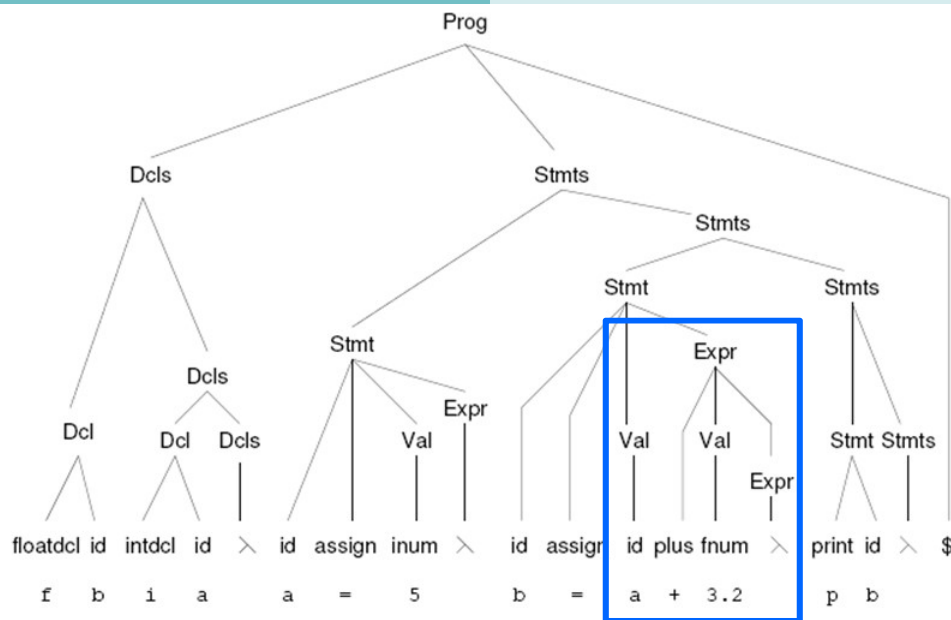 Prog
Dcls Stmts
Stmts
Stmt Stmts
Stmt Expr
Dcls
Expr
Dcl Dcl Dcls Val Val Val Stmt Stmts
Expr
floatdcl id intdcl id λ id assign inum λ id assign id plus fnum λ print id λ $
f b i a a = 5 b = a + 3.2 p b